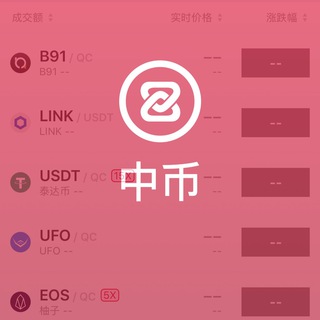 成交额 实时价格 涨跌幅
B91 / QC -- --
B91 -- --
LINK / USDT -- --
LINK -- --
中币
USDT / QC 15X -- --
泰达币 -- --
UFO / QC -- --
UFO -- --
EOS / QC 5X -- --
柚子 -- --